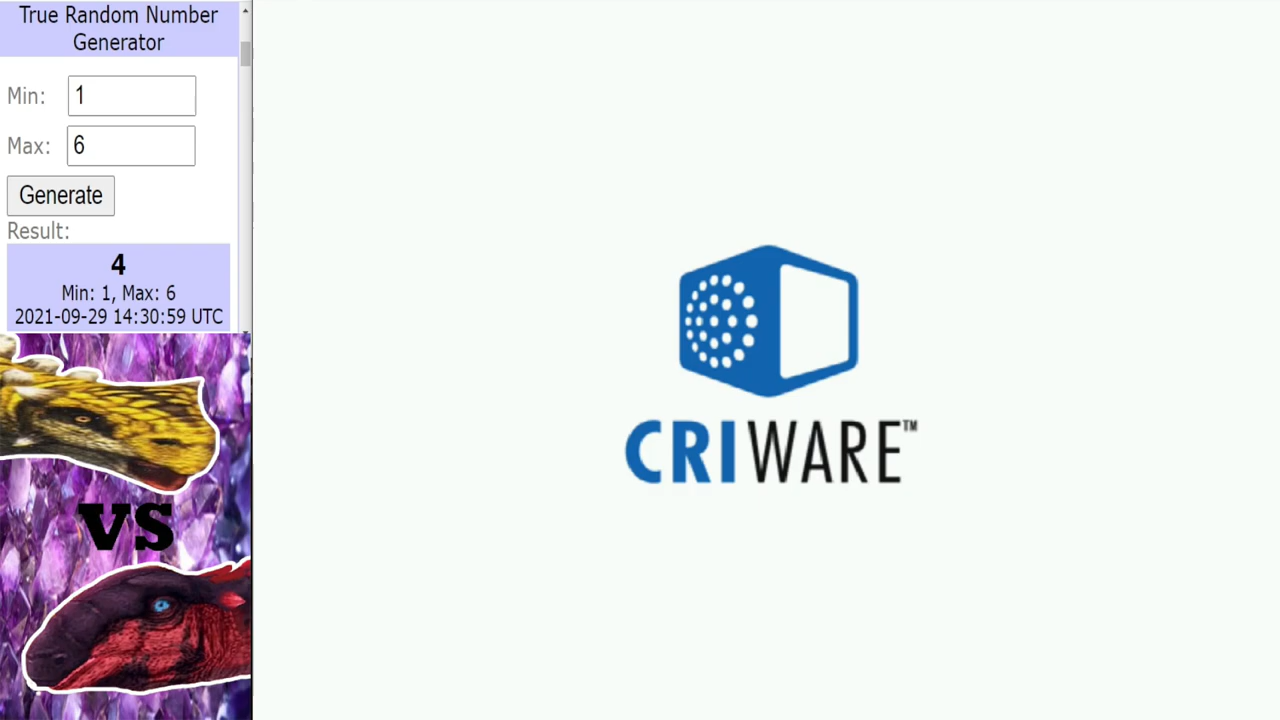 True Random Number
Generator
Min: 1
Max: 6
Generate
Result:
4
Min: 1, Max: 6
2021-09-29 14:30:59 UTC
vs
CRIWARE™